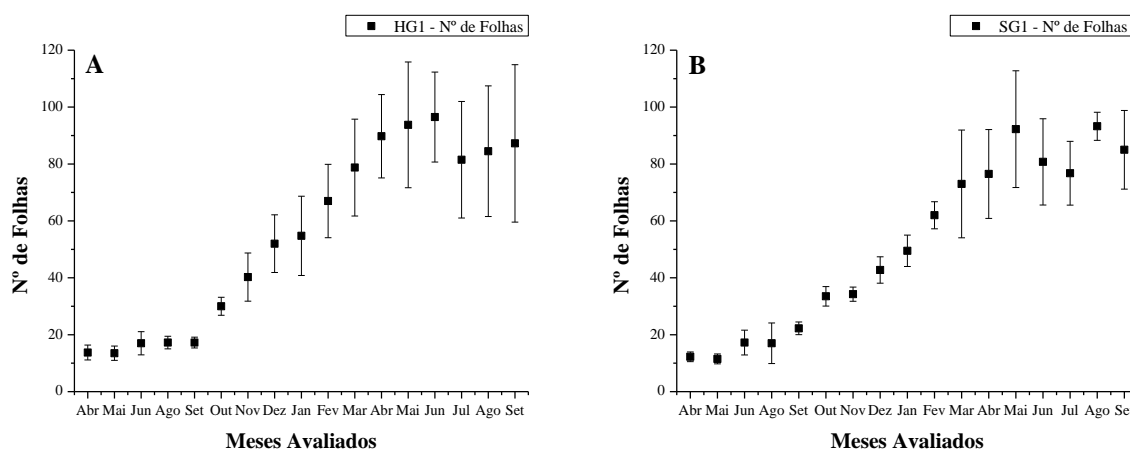 HG1 - Nº de Folhas
A
120
100
80
60
40
20
0
Nº de Folhas
Abr Mai Jun Ago Set Out Nov Dez Jan Fev Mar Abr Mai Jun Jul Ago Set
Meses Avaliados
SG1 - Nº de Folhas
B
120
100
80
60
40
20
0
Nº de Folhas
Abr Mai Jun Ago Set Out Nov Dez Jan Fev Mar Abr Mai Jun Jul Ago Se
Meses Avaliados